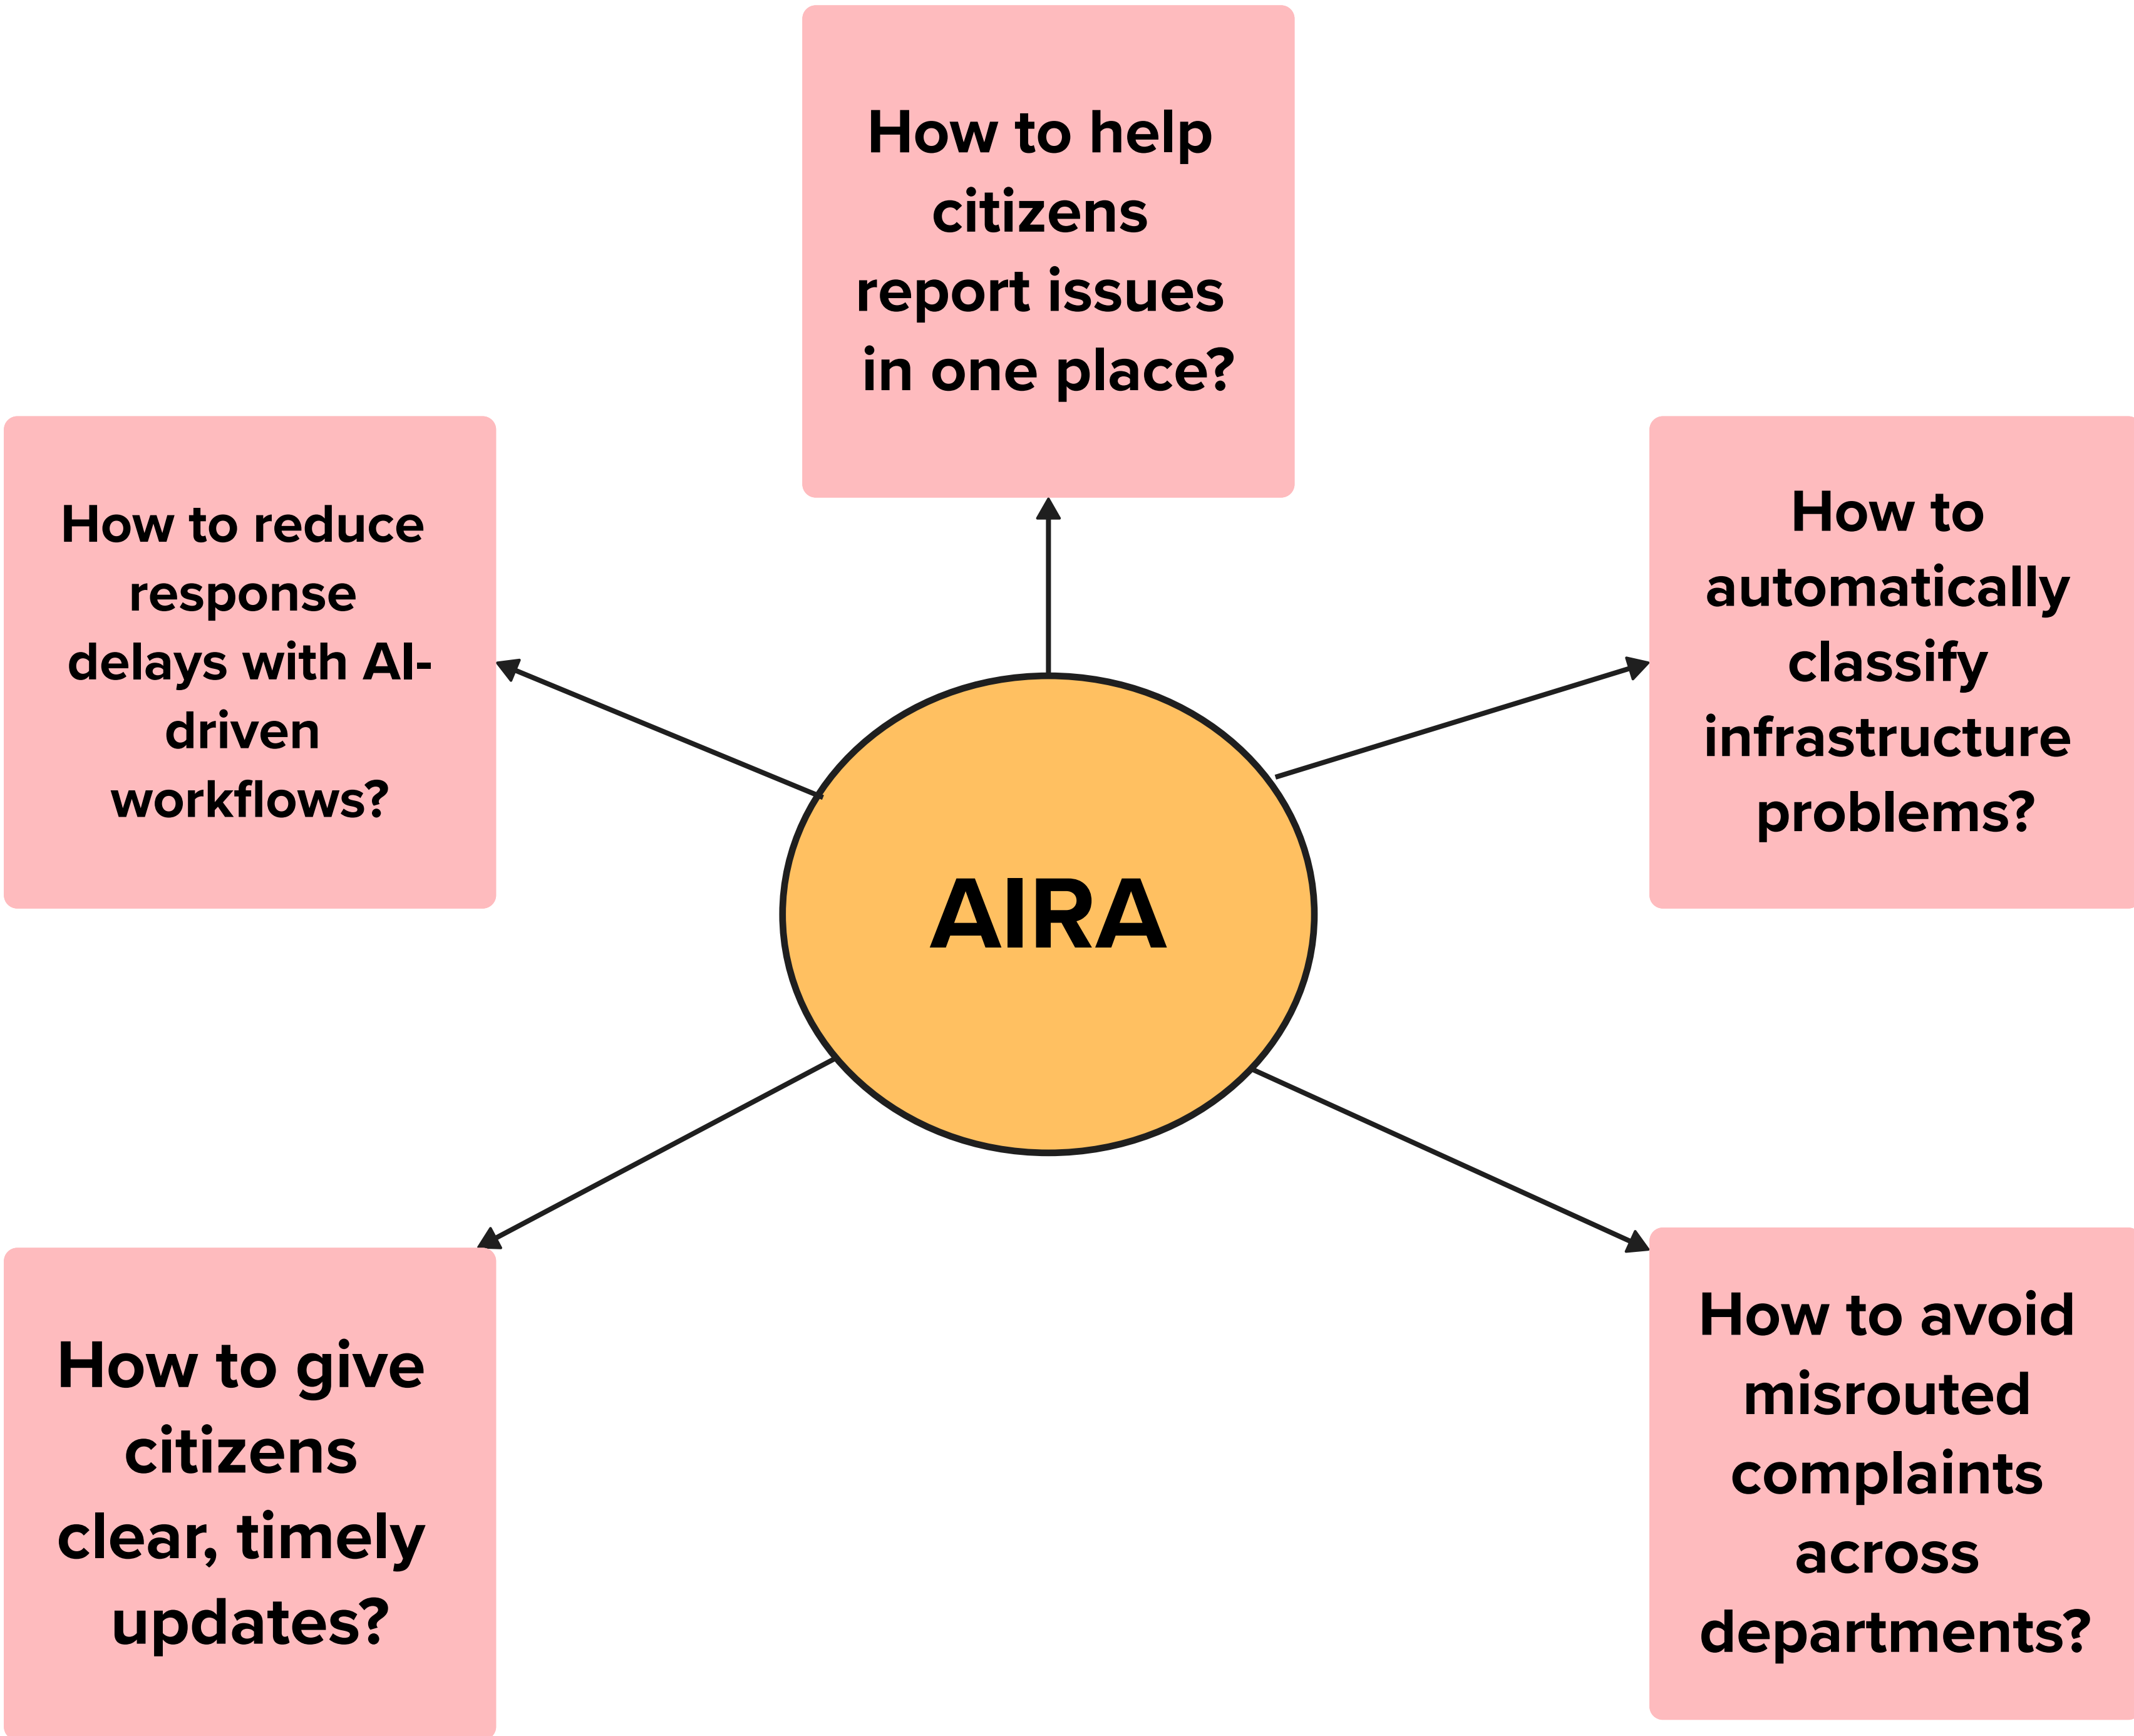 How to help
citizens
report issues
in one place?
How to reduce
response
delays with AI-
driven
workflows?
How to
automatically
classify
infrastructure
problems?
AIRA
How to give
citizens
clear, timely
updates?
How to avoid
misrouted
complaints
across
departments?